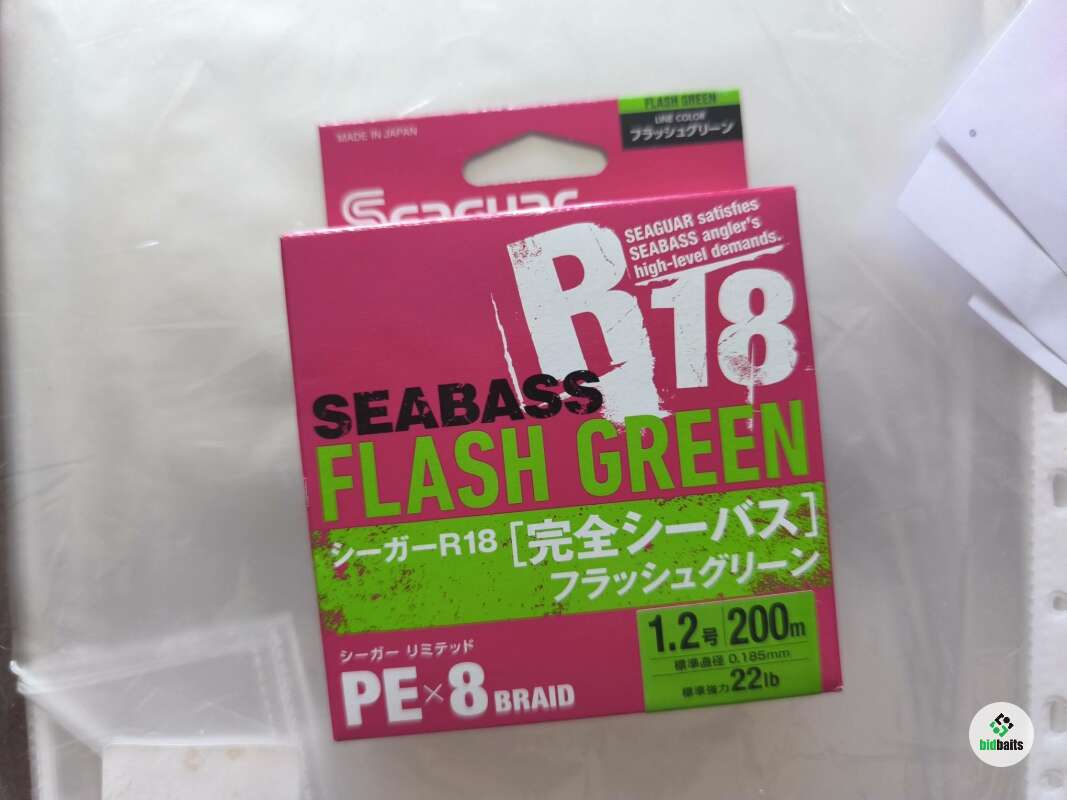 MADE IN JAPAN
FLASH GREEN
LINE COLOR
フラッシュグリーン
Seaguar
R18
SEAGUAR satisfies
SEABASS angler's
high-level demands.
SEABASS
FLASH GREEN
シーガーR18 [完全シーバス]
フラッシュグリーン
シーガー リミテッド
PE×8 BRAID
1.2号 200m
標準直径 0.185mm
標準強力 22lb
bidbaits